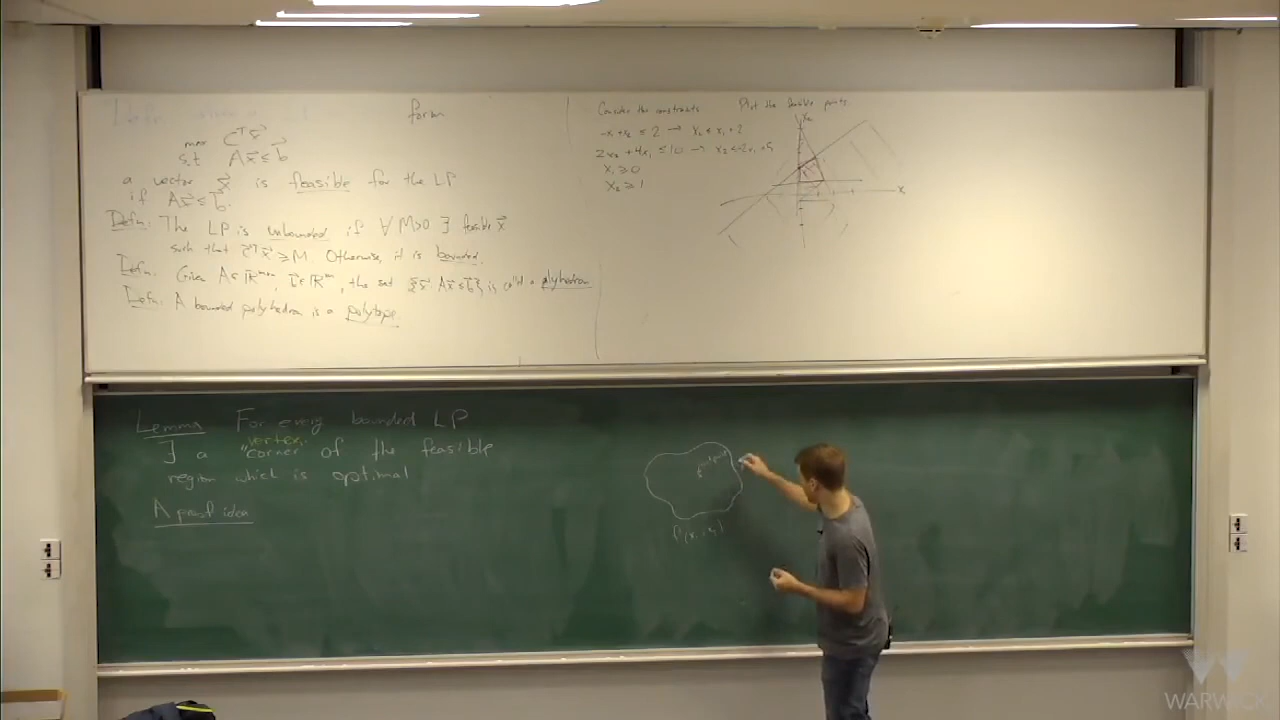 Defn form
max C^T x⃗
s.t Ax⃗ ≤ b⃗
a vector x⃗ is feasible for the LP
if Ax⃗ ≤ b⃗.
Defn: The LP is unbounded if ∀ M>0 ∃ feasible x⃗
such that c⃗^T x⃗ ≥ M. Otherwise, it is bounded.
Defn: Given A ∈ ℝ^{m×n}, b⃗ ∈ ℝ^m, the set {x⃗: Ax⃗ ≤ b⃗} is call'd a polyhedron
Defn: A bounded polyhedron is a polytope.
Consider the constraints Plot the feasible points.
-x₁+x₂ ≤ 2 → x₂ ≤ x₁+2
2x₂ + 4x₁ ≤ 10 → x₂ ≤ -2x₁+5
x₁ ≥ 0
x₂ ≥ 1
x₂
x₁
Lemma For every bounded LP
vertex
∃ a "corner" of the feasible
region which is optimal
A proof idea
WARWICK